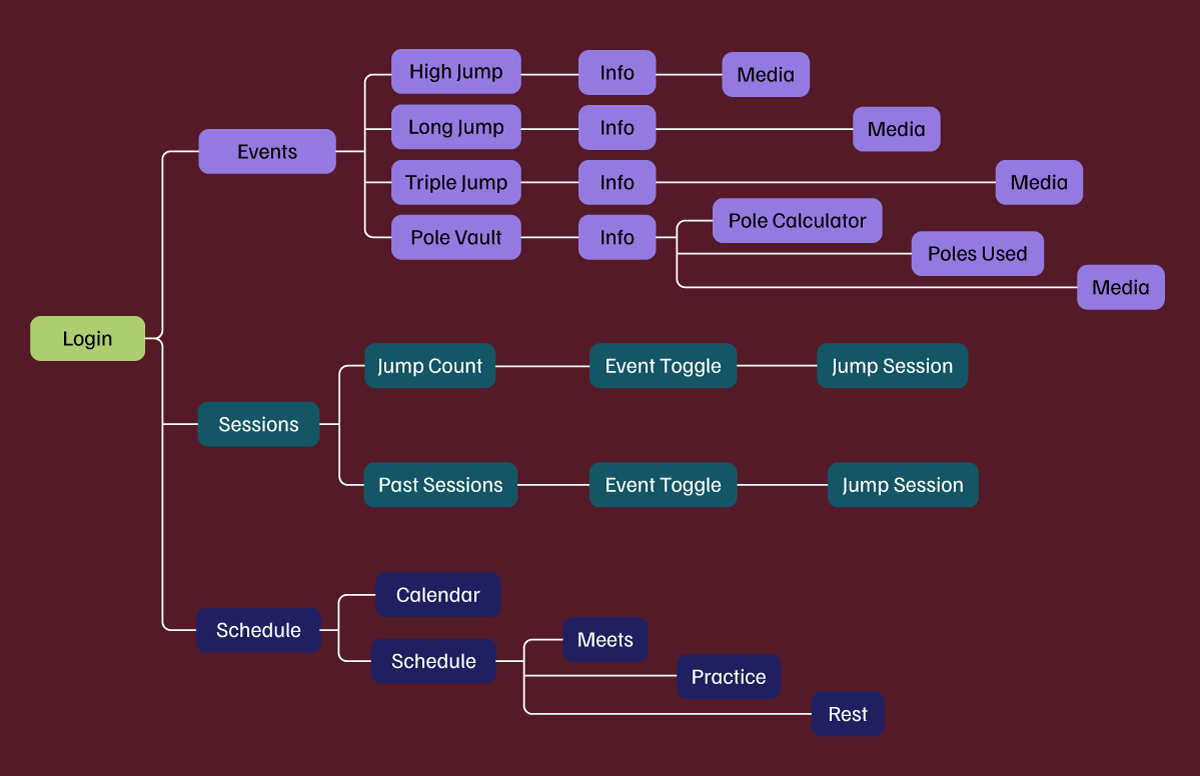 High Jump
Info
Media
Long Jump
Info
Media
Events
Triple Jump
Info
Media
Pole Vault
Info
Pole Calculator
Poles Used
Media
Login
Jump Count
Event Toggle
Jump Session
Sessions
Past Sessions
Event Toggle
Jump Session
Calendar
Schedule
Schedule
Meets
Practice
Rest